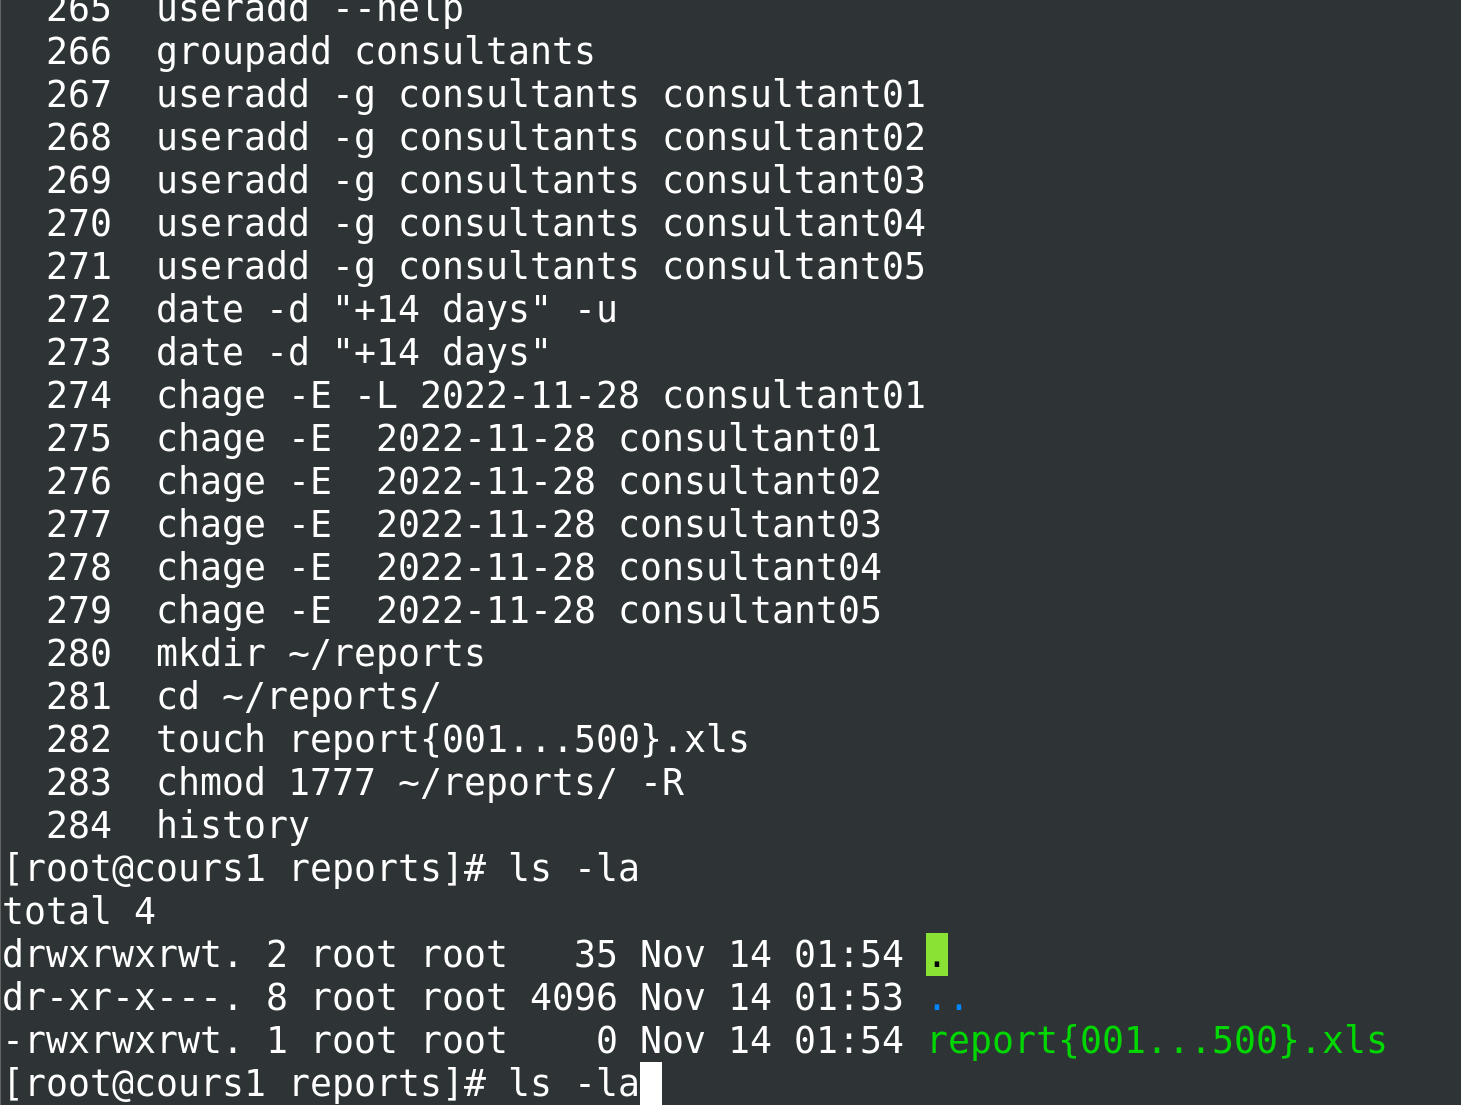 265  useradd --help
266  groupadd consultants
267  useradd -g consultants consultant01
268  useradd -g consultants consultant02
269  useradd -g consultants consultant03
270  useradd -g consultants consultant04
271  useradd -g consultants consultant05
272  date -d "+14 days" -u
273  date -d "+14 days"
274  chage -E -L 2022-11-28 consultant01
275  chage -E  2022-11-28 consultant01
276  chage -E  2022-11-28 consultant02
277  chage -E  2022-11-28 consultant03
278  chage -E  2022-11-28 consultant04
279  chage -E  2022-11-28 consultant05
280  mkdir ~/reports
281  cd ~/reports/
282  touch report{001...500}.xls
283  chmod 1777 ~/reports/ -R
284  history
[root@cours1 reports]# ls -la
total 4
drwxrwxrwt. 2 root root   35 Nov 14 01:54 .
dr-xr-x---. 8 root root 4096 Nov 14 01:53 ..
-rwxrwxrwt. 1 root root    0 Nov 14 01:54 report{001...500}.xls
[root@cours1 reports]# ls -la